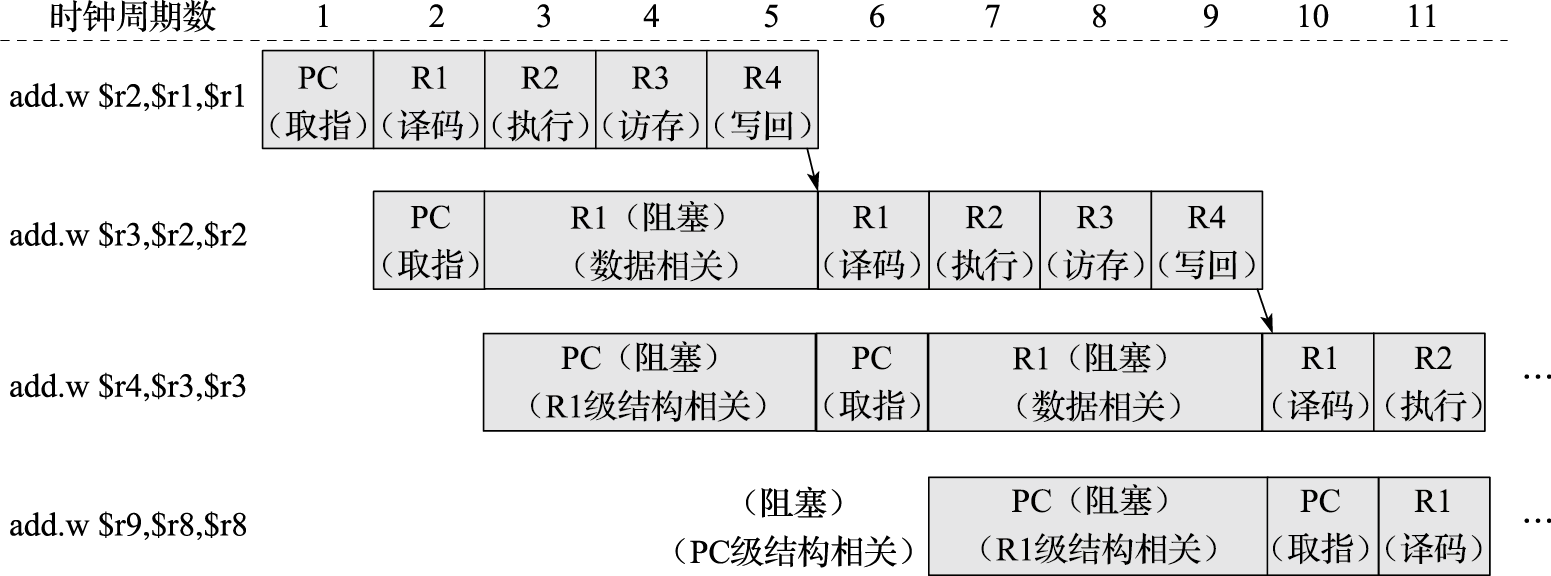 时钟周期数 1 2 3 4 5 6 7 8 9 10 11
add.w $r2,$r1,$r1 PC R1 R2 R3 R4
（取指） （译码） （执行） （访存） （写回）
add.w $r3,$r2,$r2 PC R1（阻塞） R1 R2 R3 R4
（取指） （数据相关） （译码） （执行） （访存） （写回）
add.w $r4,$r3,$r3 PC（阻塞） PC R1（阻塞） R1 R2 …
（R1级结构相关） （取指） （数据相关） （译码） （执行）
add.w $r9,$r8,$r8 （阻塞） PC（阻塞） PC R1 …
（PC级结构相关） （R1级结构相关） （取指） （译码）